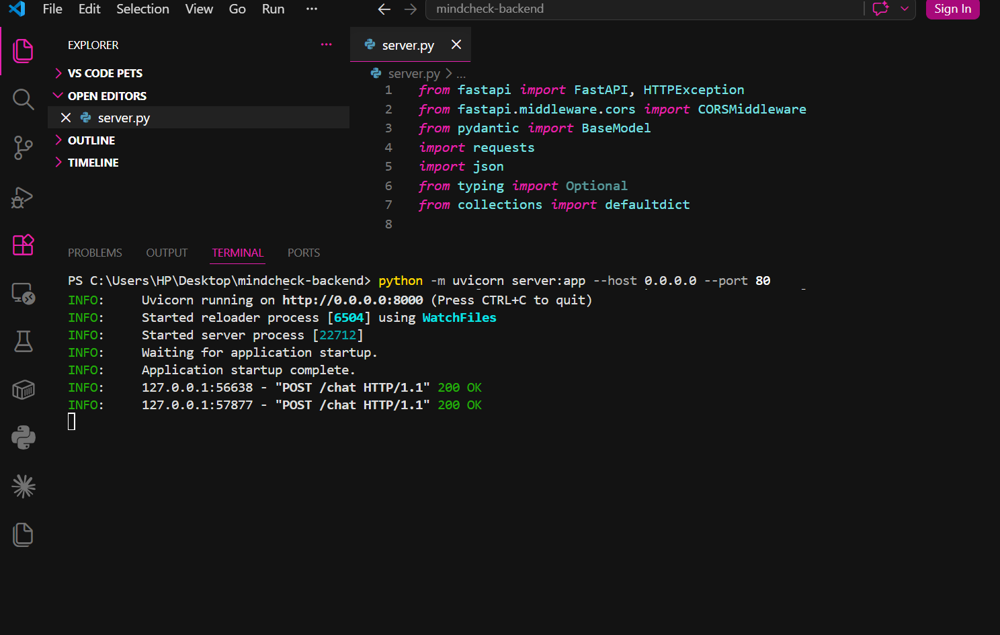 File Edit Selection View Go Run ···
mindcheck-backend
Sign In
EXPLORER ···
VS CODE PETS
OPEN EDITORS
server.py
OUTLINE
TIMELINE
server.py
server.py > ...
1 from fastapi import FastAPI, HTTPException
2 from fastapi.middleware.cors import CORSMiddleware
3 from pydantic import BaseModel
4 import requests
5 import json
6 from typing import Optional
7 from collections import defaultdict
8
PROBLEMS OUTPUT TERMINAL PORTS
PS C:\Users\HP\Desktop\mindcheck-backend> python -m uvicorn server:app --host 0.0.0.0 --port 80
INFO: Uvicorn running on http://0.0.0.0:8000 (Press CTRL+C to quit)
INFO: Started reloader process [6504] using WatchFiles
INFO: Started server process [22712]
INFO: Waiting for application startup.
INFO: Application startup complete.
INFO: 127.0.0.1:56638 - "POST /chat HTTP/1.1" 200 OK
INFO: 127.0.0.1:57877 - "POST /chat HTTP/1.1" 200 OK